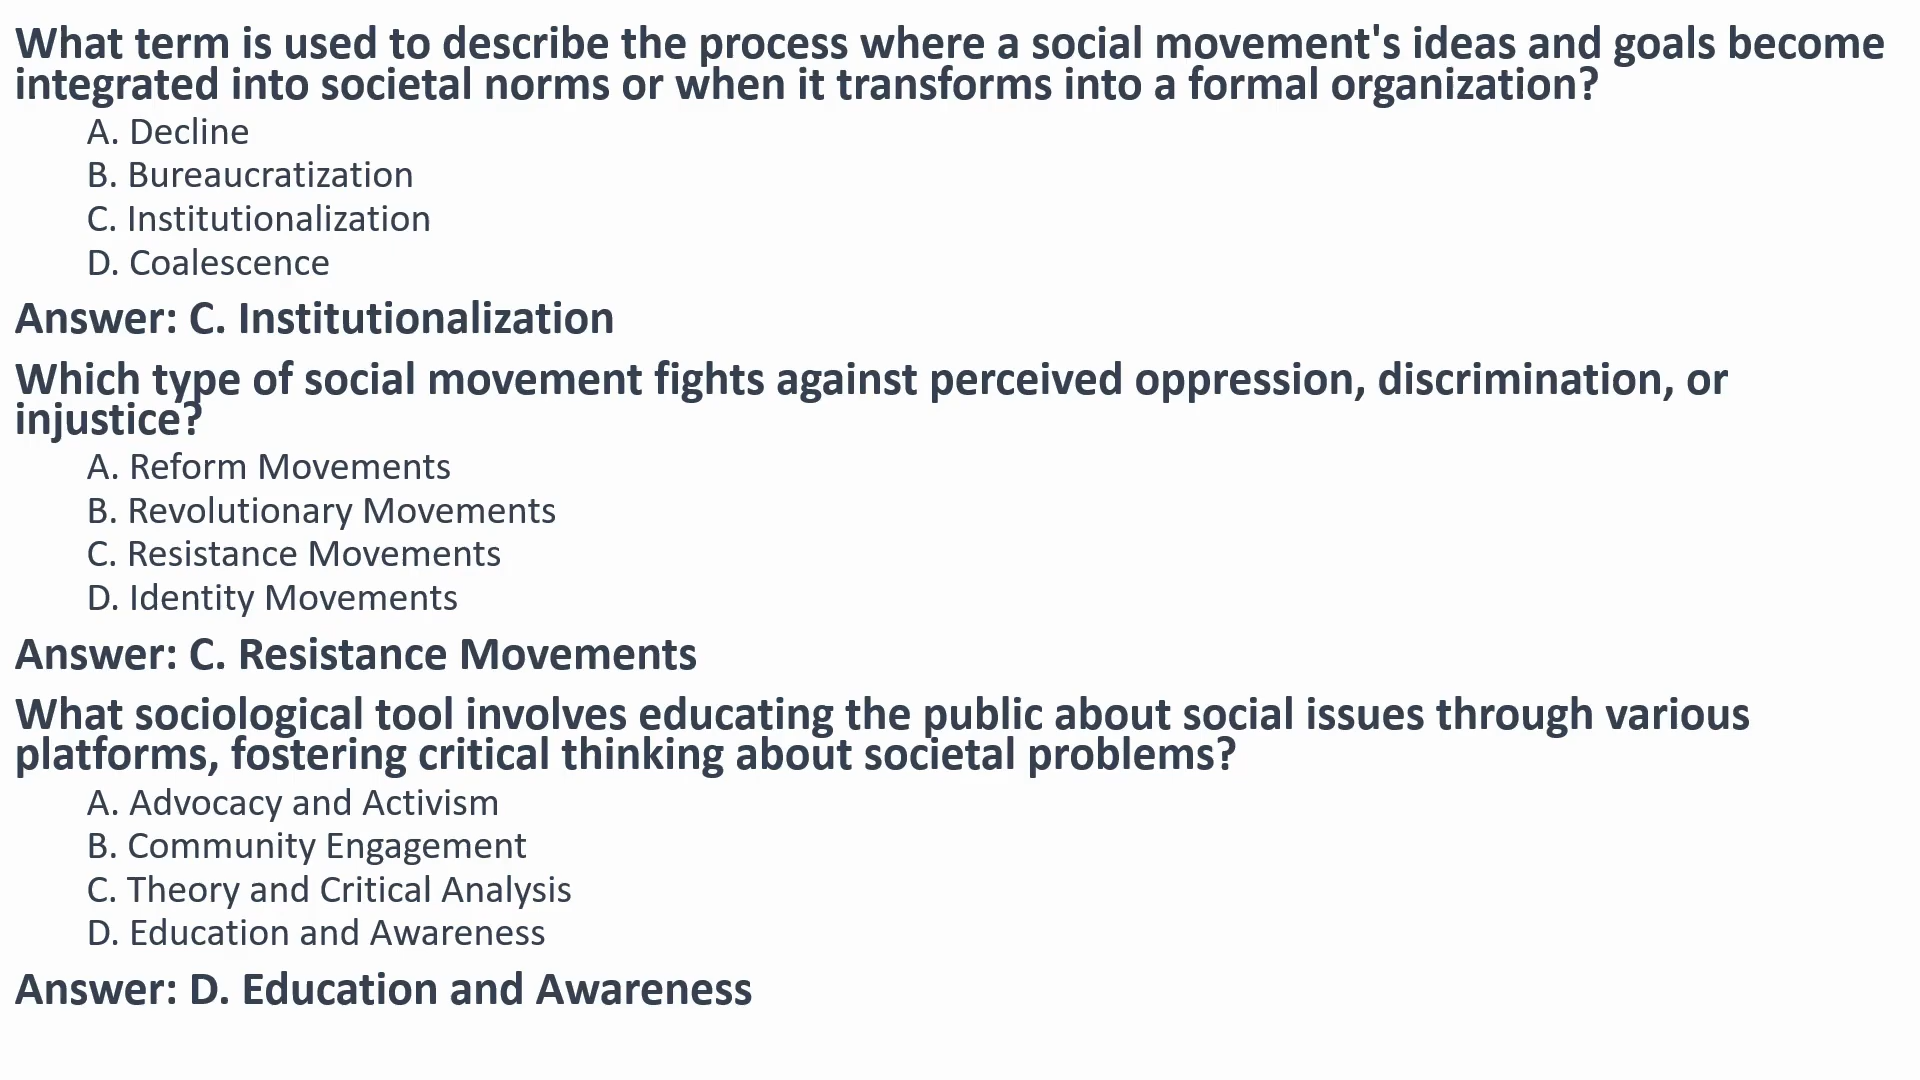 What term is used to describe the process where a social movement's ideas and goals become
integrated into societal norms or when it transforms into a formal organization?
A. Decline
B. Bureaucratization
C. Institutionalization
D. Coalescence
Answer: C. Institutionalization
Which type of social movement fights against perceived oppression, discrimination, or
injustice?
A. Reform Movements
B. Revolutionary Movements
C. Resistance Movements
D. Identity Movements
Answer: C. Resistance Movements
What sociological tool involves educating the public about social issues through various
platforms, fostering critical thinking about societal problems?
A. Advocacy and Activism
B. Community Engagement
C. Theory and Critical Analysis
D. Education and Awareness
Answer: D. Education and Awareness